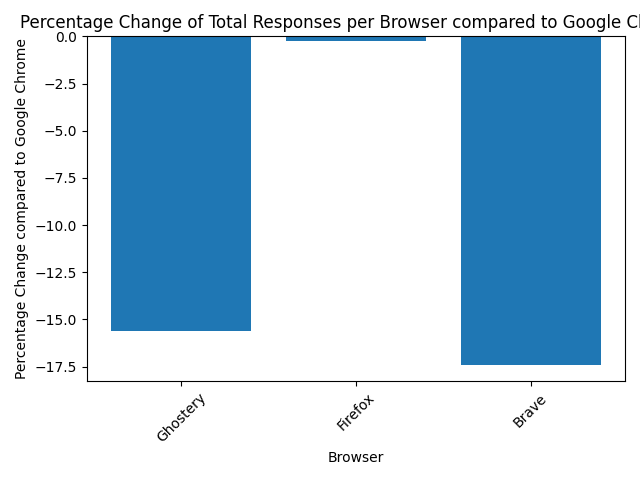 Percentage Change of Total Responses per Browser compared to Google Cl
Percentage Change compared to Google Chrome
0.0
−2.5
−5.0
−7.5
−10.0
−12.5
−15.0
−17.5
Ghostery
Firefox
Brave
Browser